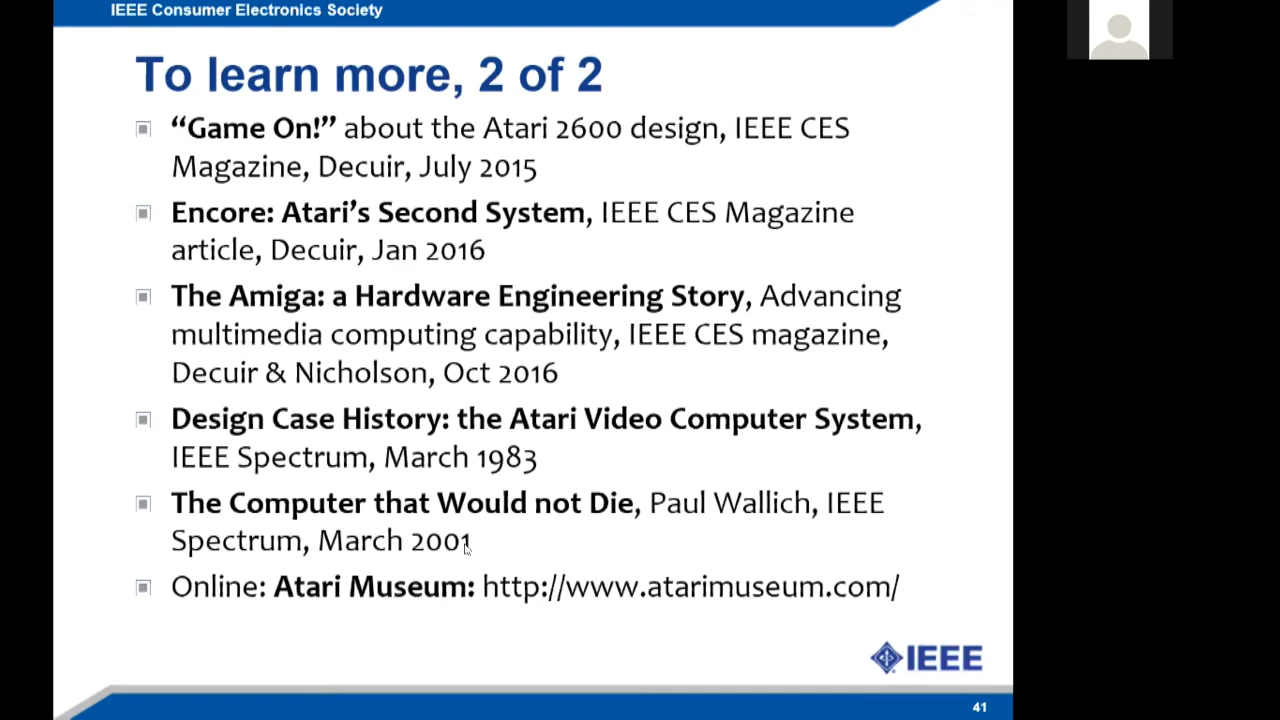 IEEE Consumer Electronics Society
41
To learn more, 2 of 2
“Game On!” about the Atari 2600 design, IEEE CES
Magazine, Decuir, July 2015
Encore: Atari’s Second System, IEEE CES Magazine
article, Decuir, Jan 2016
The Amiga: a Hardware Engineering Story, Advancing
multimedia computing capability, IEEE CES magazine,
Decuir & Nicholson, Oct 2016
Design Case History: the Atari Video Computer System,
IEEE Spectrum, March 1983
The Computer that Would not Die, Paul Wallich, IEEE
Spectrum, March 2001
Online: Atari Museum: http://www.atarimuseum.com/
IEEE
41